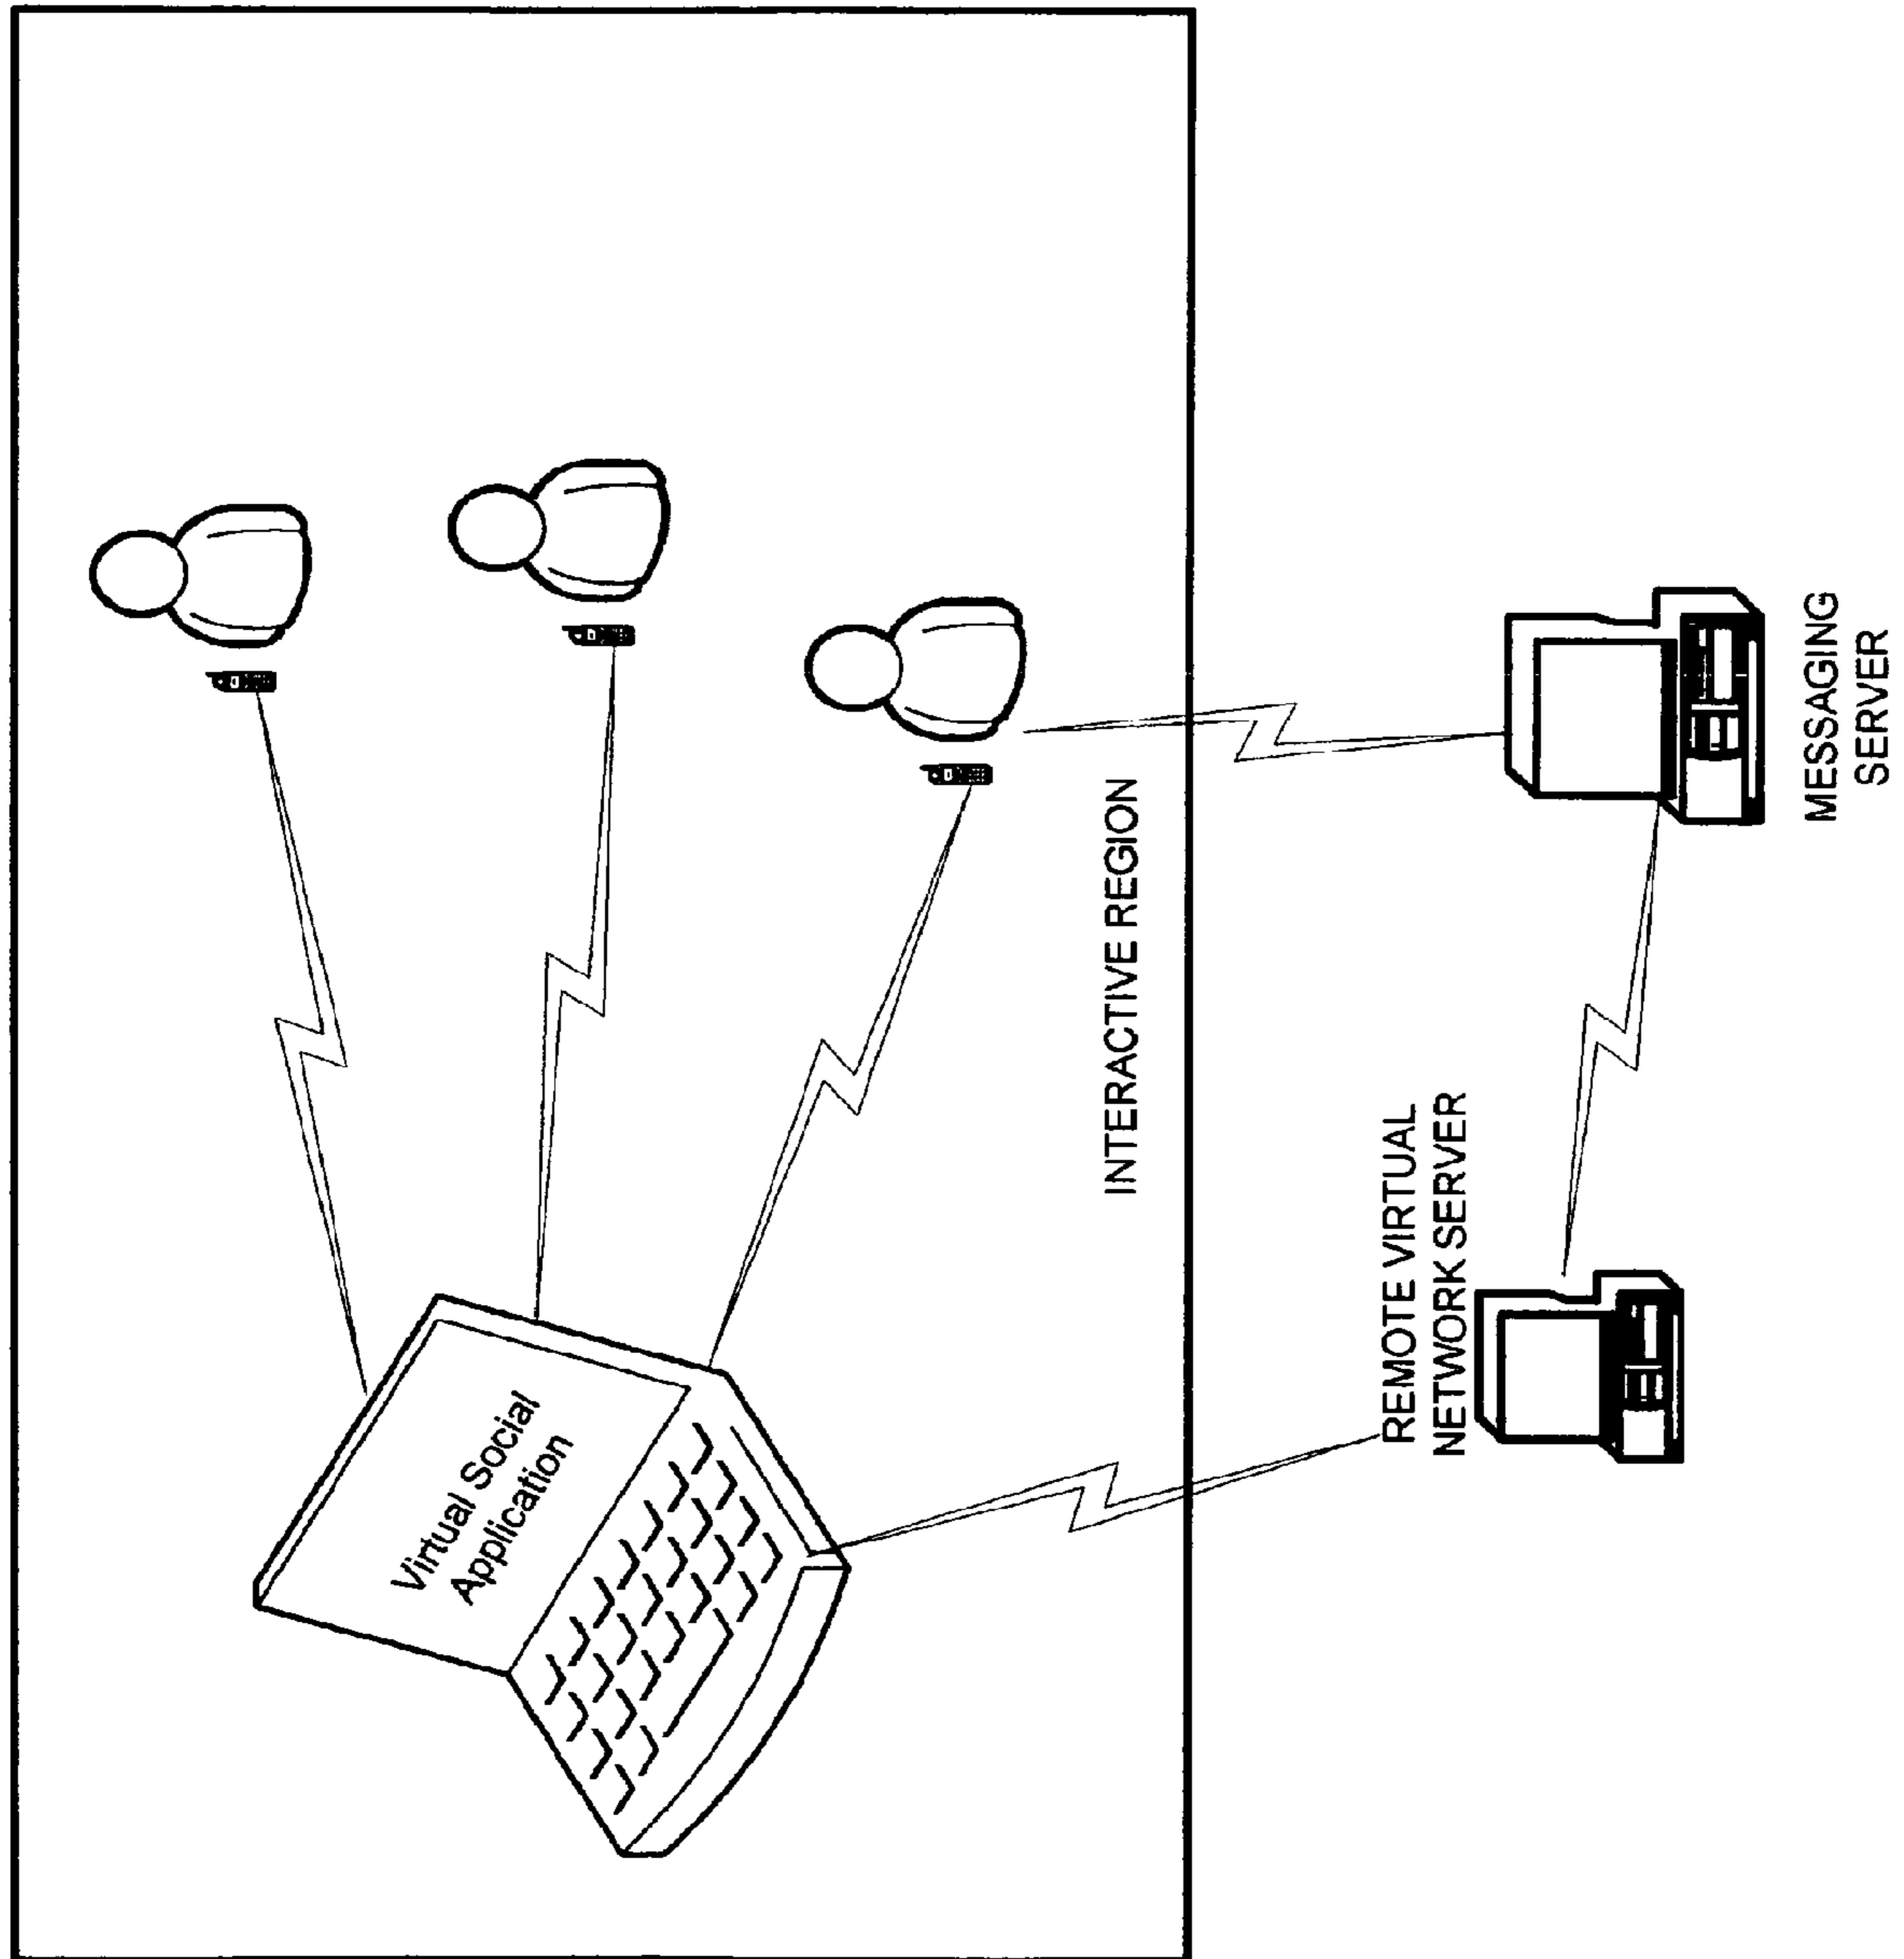 Virtual Social
Application
INTERACTIVE REGION
REMOTE VIRTUAL
NETWORK SERVER
MESSAGING
SERVER